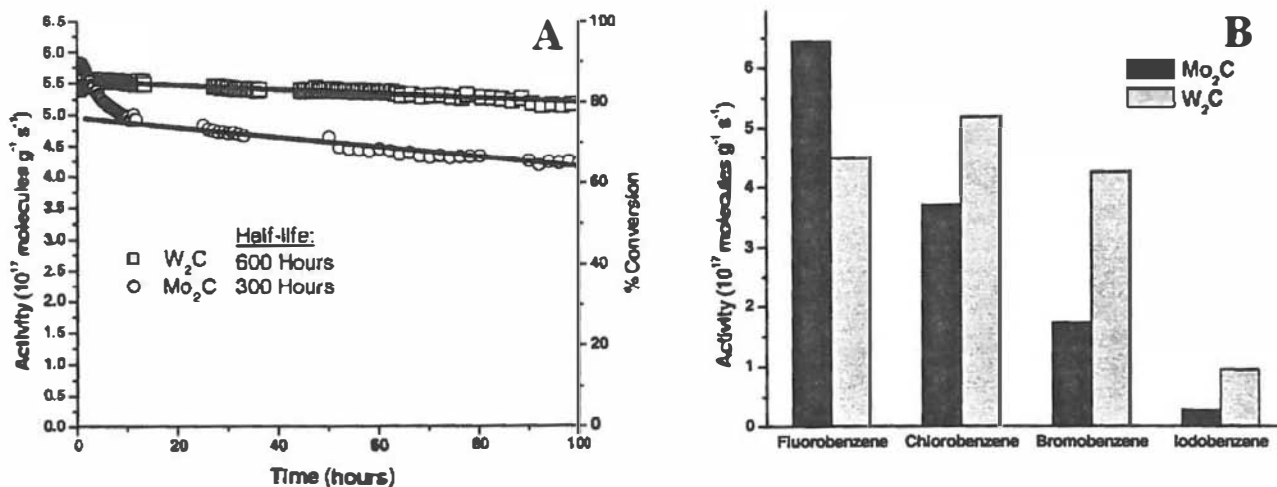 A
Activity (10¹⁷ molecules g⁻¹ s⁻¹)
6.5
6.0
5.5
5.0
4.5
4.0
3.5
3.0
2.5
2.0
1.5
1.0
0.5
0.0
Half-life:
W₂C 600 Hours
Mo₂C 300 Hours
100
80
60
40
20
0
% Conversion
0 20 40 60 80 100
Time (hours)
B
Activity (10¹⁷ molecules g⁻¹ s⁻¹)
6
5
4
3
2
1
0
Mo₂C
W₂C
Fluorobenzene Chlorobenzene Bromobenzene Iodobenzene